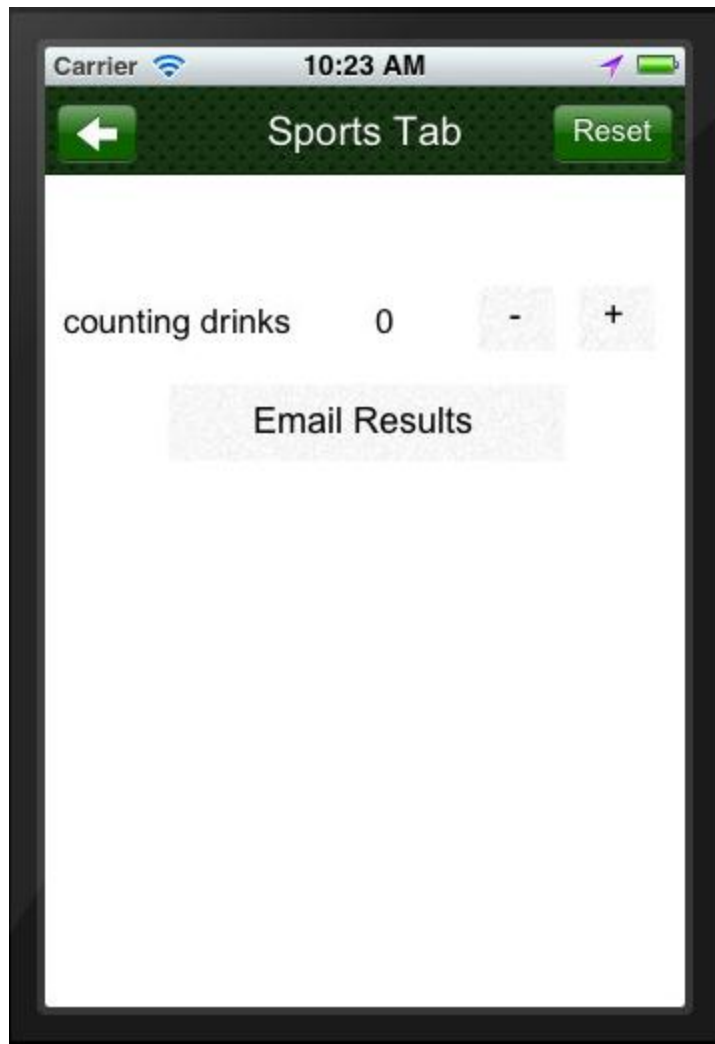 Carrier 10:23 AM
Sports Tab Reset
counting drinks 0 - +
Email Results